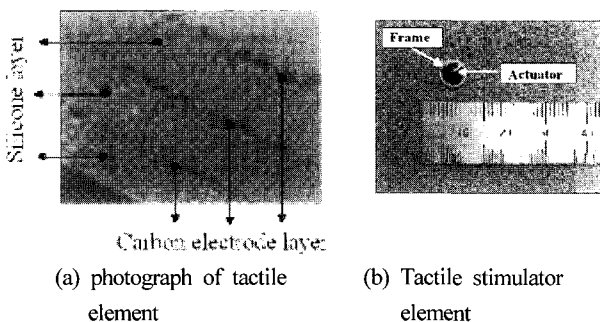 Silicone layer
Frame
Actuator
Carbon electrode layer
(a) photograph of tactile
element
(b) Tactile stimulator
element